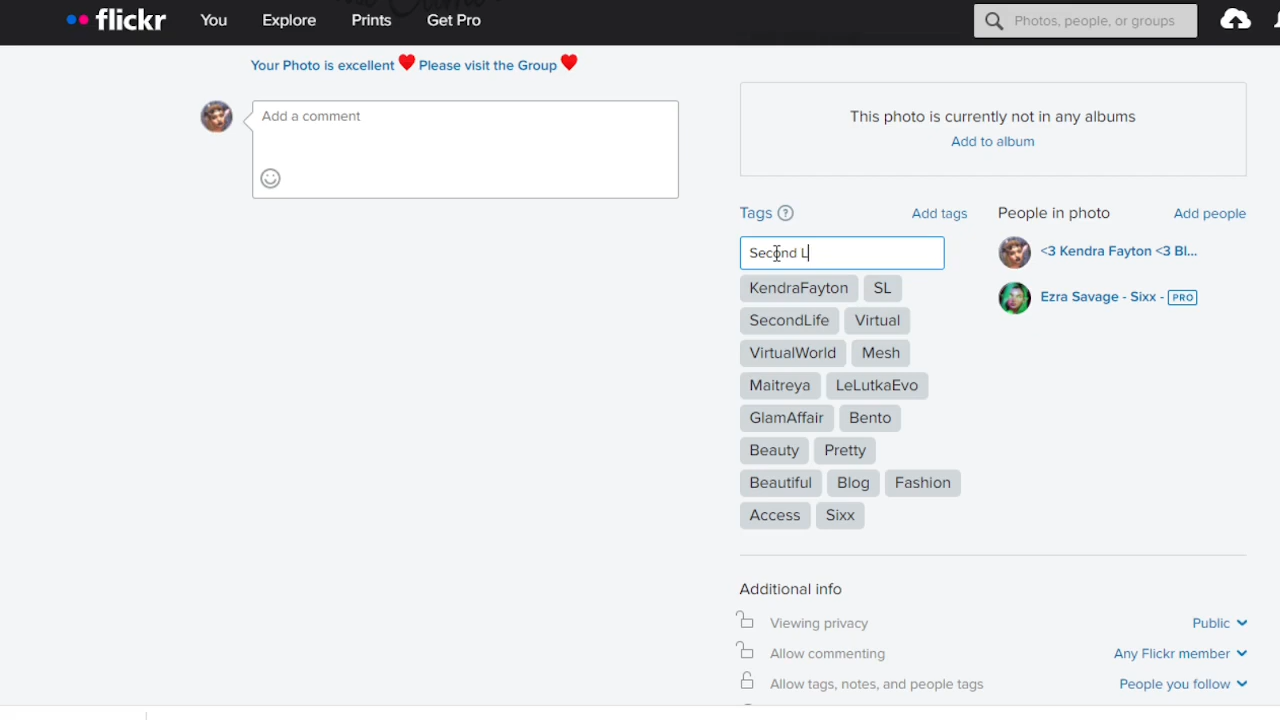 flickr You Explore Prints Get Pro Photos, people, or groups
Your Photo is excellent ❤ Please visit the Group ❤
Add a comment
This photo is currently not in any albums
Add to album
Tags ? Add tags
Second L
KendraFayton SL
SecondLife Virtual
VirtualWorld Mesh
Maitreya LeLutkaEvo
GlamAffair Bento
Beauty Pretty
Beautiful Blog Fashion
Access Sixx
People in photo Add people
<3 Kendra Fayton <3 Bl...
Ezra Savage - Sixx - PRO
Additional info
Viewing privacy Public
Allow commenting Any Flickr member
Allow tags, notes, and people tags People you follow